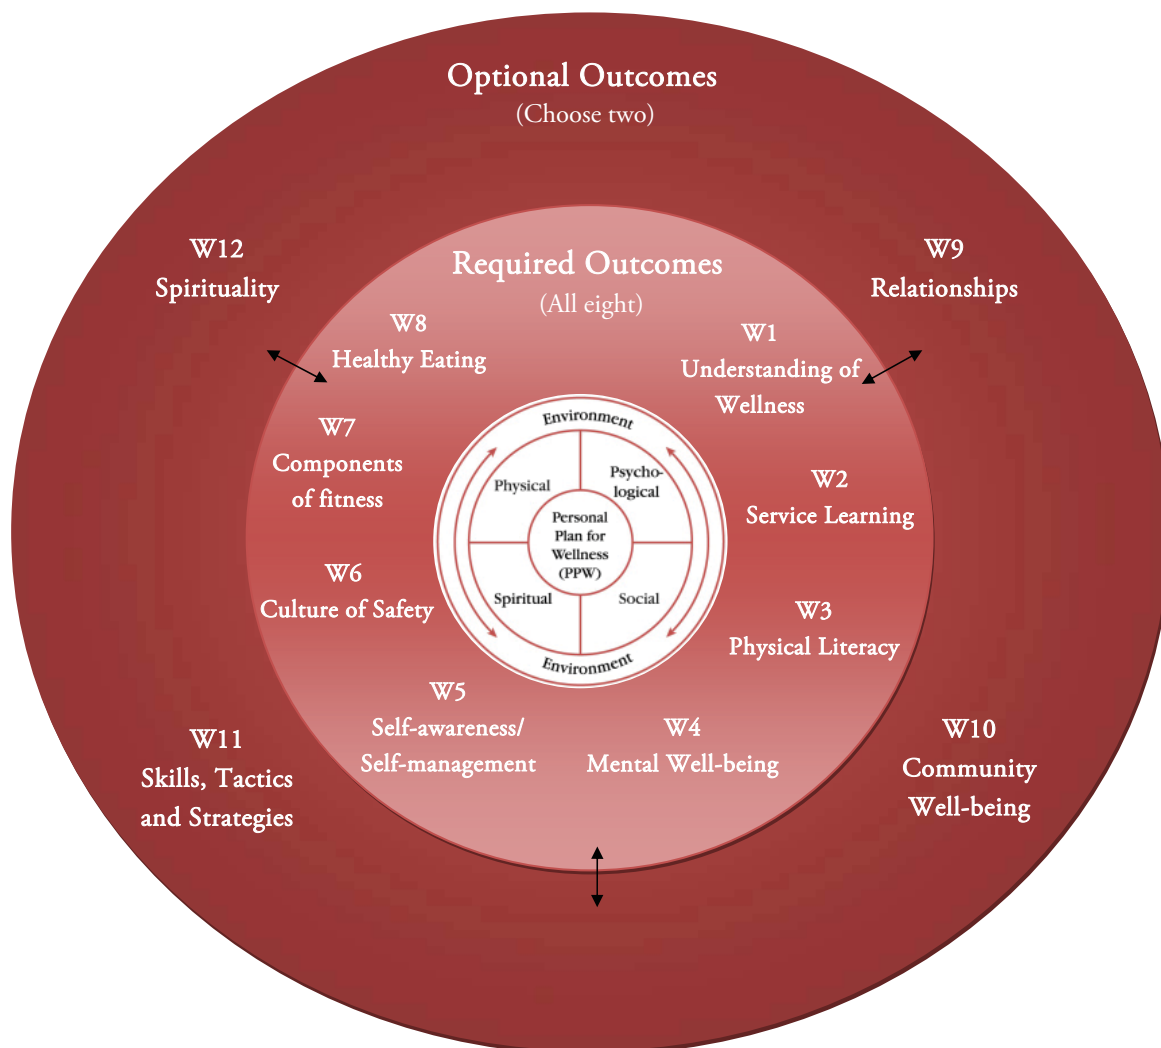 Optional Outcomes
(Choose two)
W12
Spirituality
W9
Relationships
Required Outcomes
(All eight)
W8
Healthy Eating
W1
Understanding of
Wellness
W7
Components
of fitness
W2
Service Learning
W6
Culture of Safety
W3
Physical Literacy
W5
Self-awareness/
Self-management
W4
Mental Well-being
W11
Skills, Tactics
and Strategies
W10
Community
Well-being
Environment
Physical
Psycho-
logical
Personal
Plan for
Wellness
(PPW)
Spiritual
Social
Environment